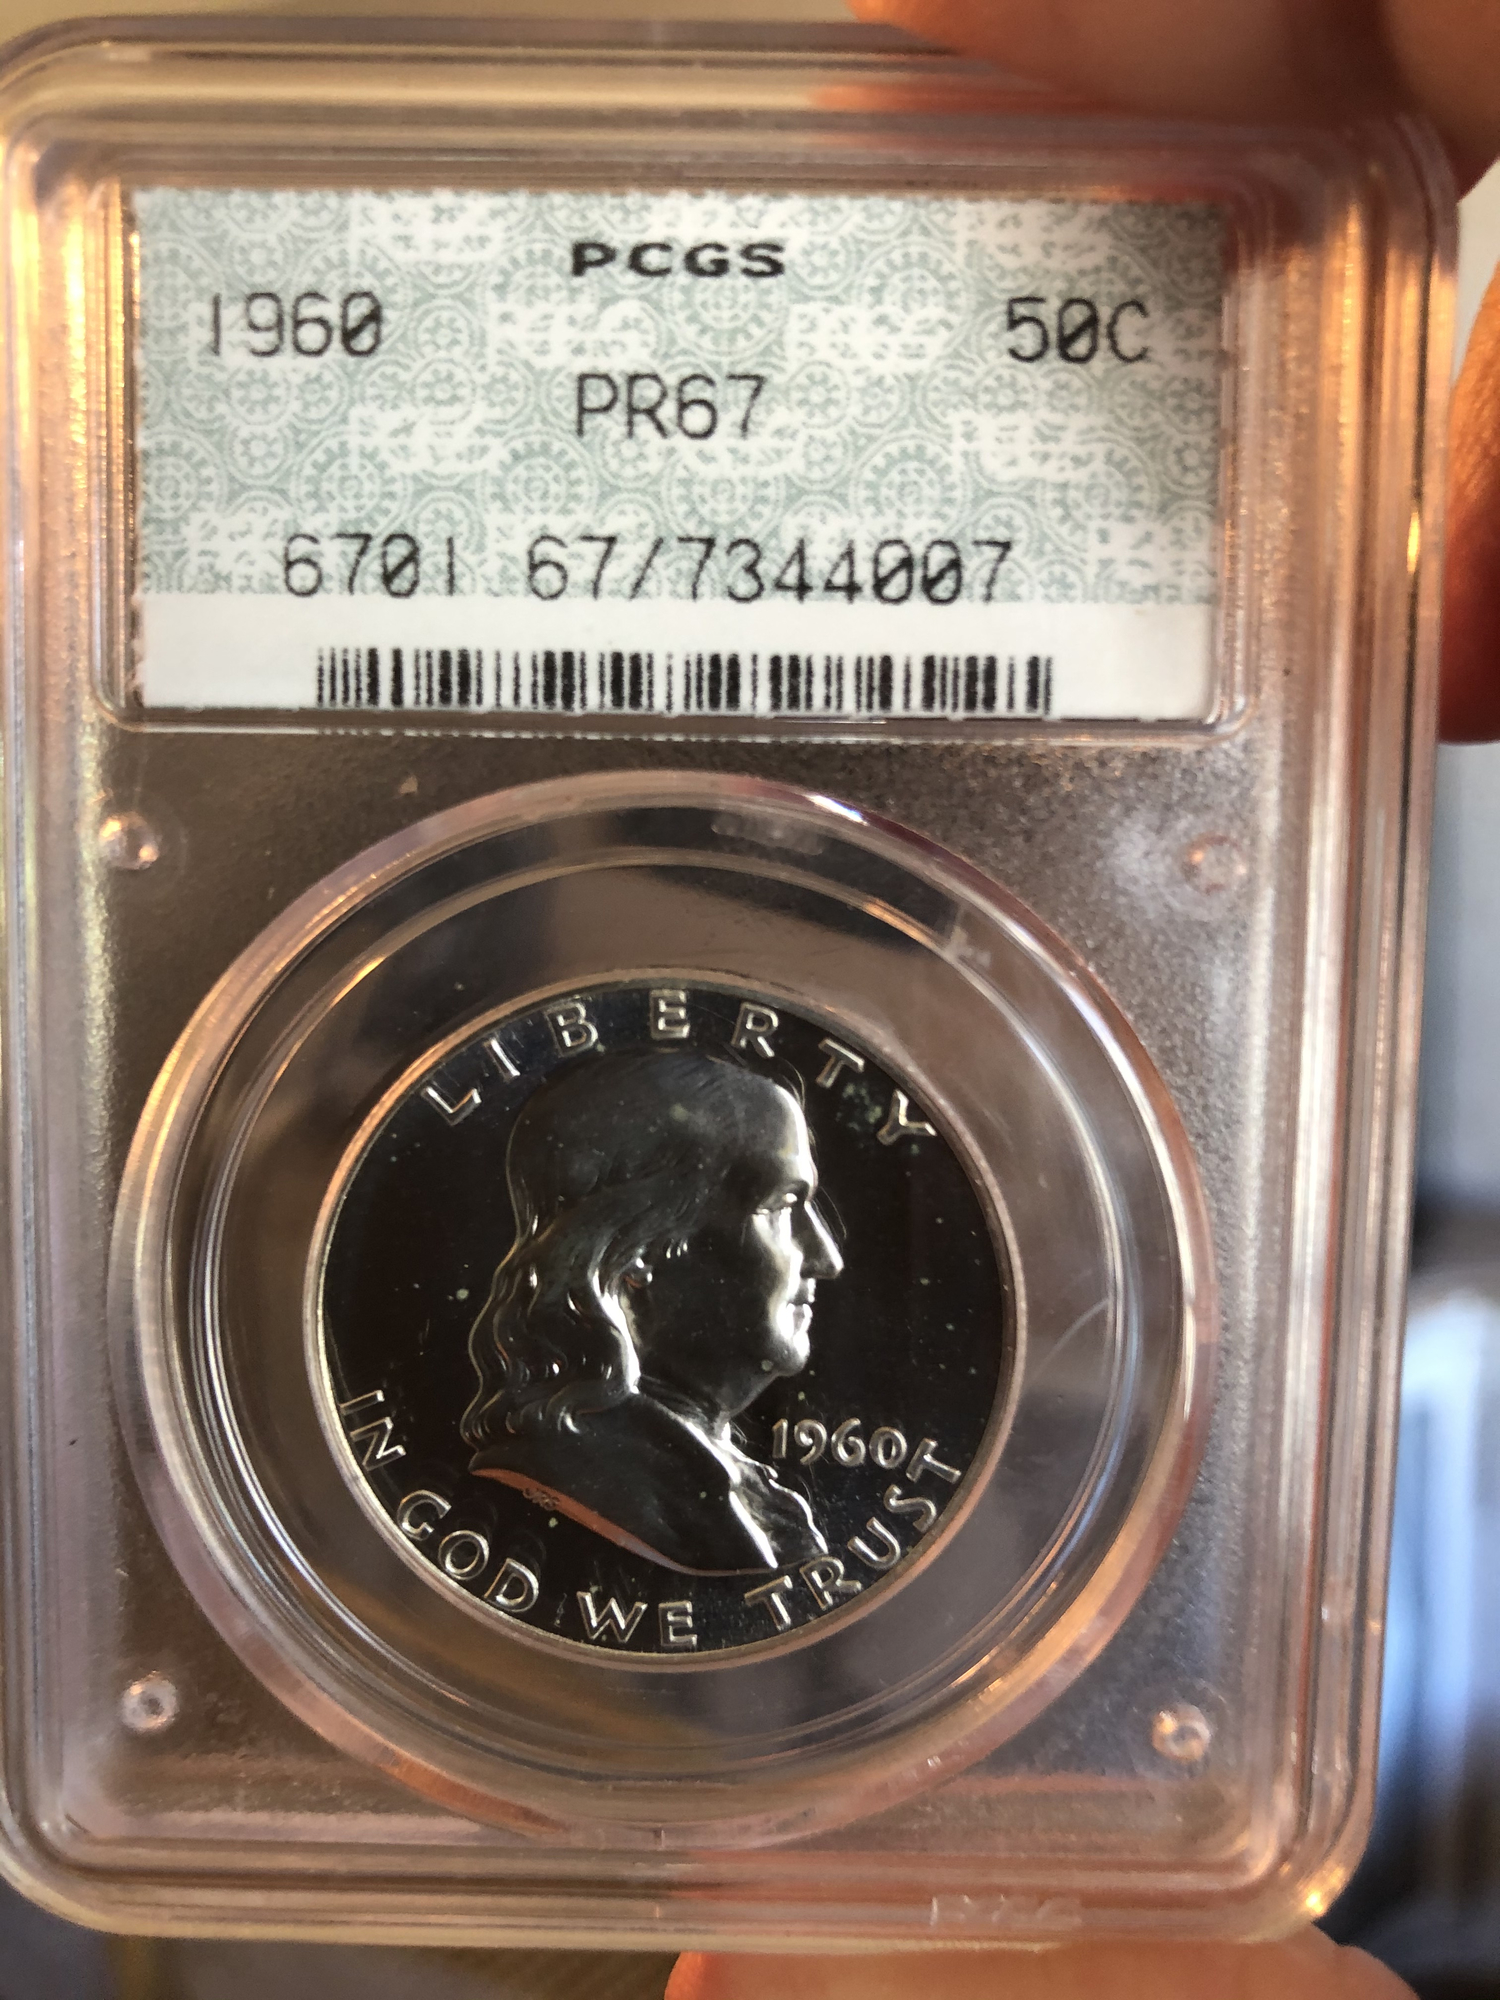 PCGS
1960 50C
PR67
6701 67/7344007
LIBERTY
1960
IN GOD WE TRUST